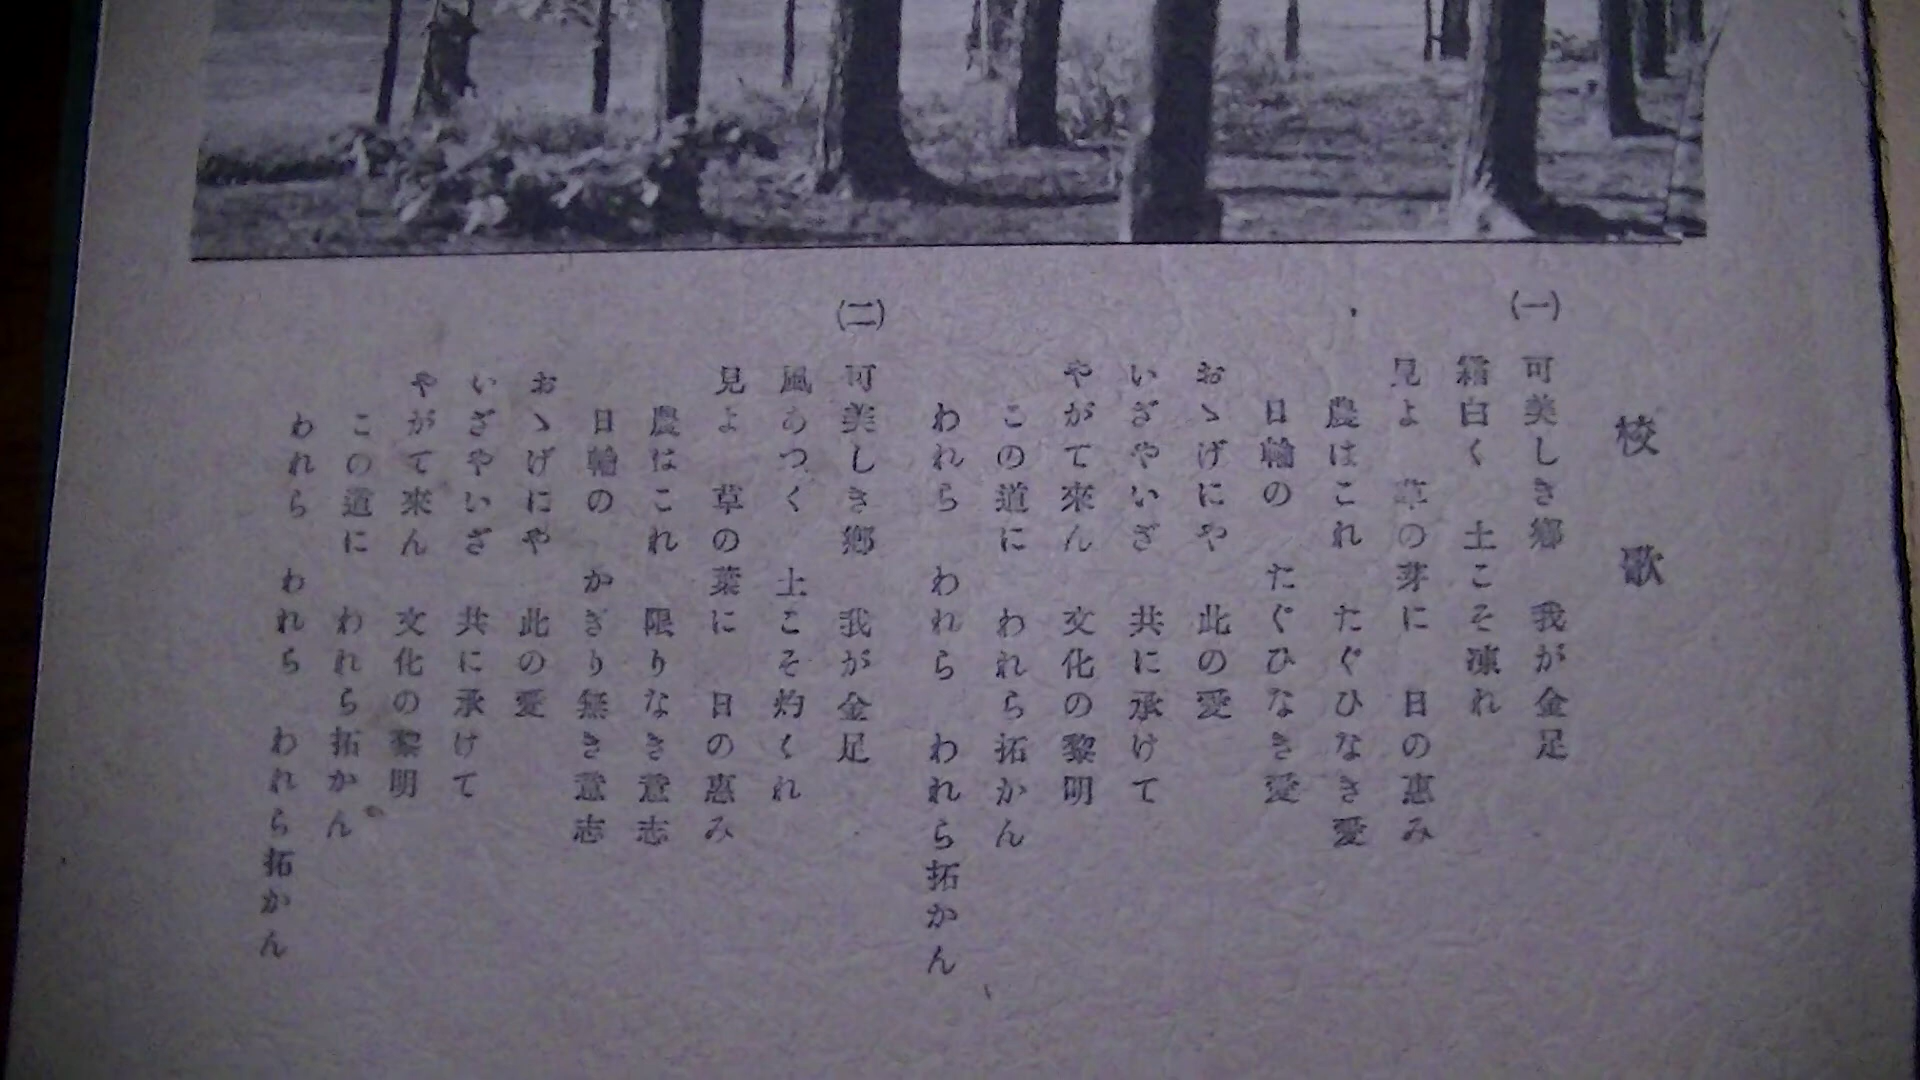 校歌
(一)
可美しき郷　我が金足
霜白く　土こそ凍れ
見よ　草の芽に　日の惠み
農はこれ　たぐひなき愛
日輪の　たぐひなき愛
おゝげにや　此の愛
いざやいざ　共に承けて
やがて來ん　文化の黎明
この道に　われら拓かん
われら　われら　われら拓かん
(二)
可美しき郷　我が金足
風あつく　土こそ灼くれ
見よ　草の葉に　日の惠み
農はこれ　限りなき意志
日輪の　かぎり無き意志
おゝげにや　此の愛
いざやいざ　共に承けて
やがて来ん　文化の黎明
この道に　われら拓かん
われら　われら　われら拓かん